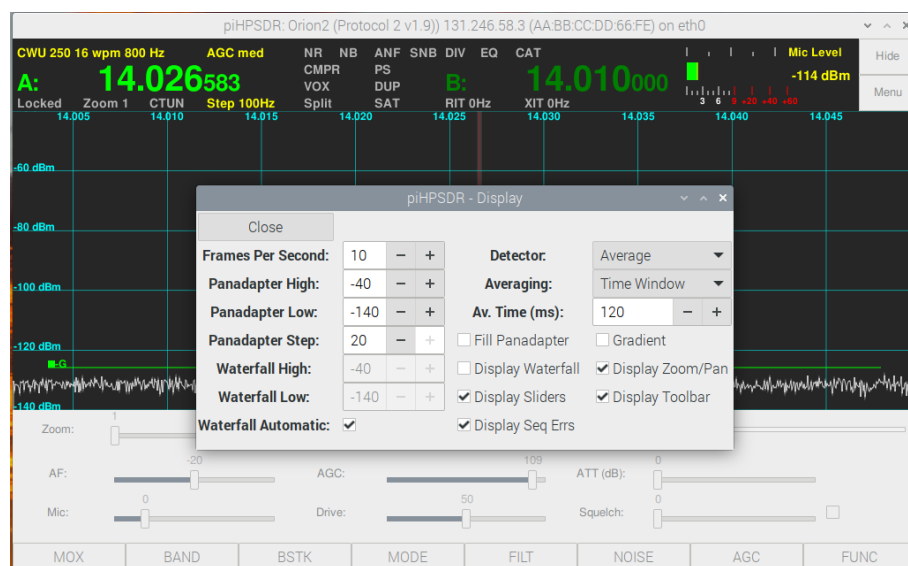 piHPSDR: Orion2 (Protocol 2 v1.9)) 131.246.58.3 (AA:BB:CC:DD:66:FE) on eth0
CWU 250 16 wpm 800 Hz AGC med NR NB ANF SNB DIV EQ CAT Mic Level Hide
CMPR PS
A: 14.026583 VOX DUP B: 14.010000 -114 dBm
Locked Zoom 1 CTUN Step 100Hz Split SAT RIT 0Hz XIT 0Hz 3 6 9 +20 +40 +60 Menu
14.005 14.010 14.015 14.020 14.025 14.030 14.035 14.040 14.045
-60 dBm
piHPSDR - Display
-80 dBm
Close
Frames Per Second: 10 − + Detector: Average
Panadapter High: -40 − + Averaging: Time Window
-100 dBm
Panadapter Low: -140 − + Av. Time (ms): 120 − +
Panadapter Step: 20 − + Fill Panadapter Gradient
-120 dBm
-G
Waterfall High: -40 − + Display Waterfall Display Zoom/Pan
Waterfall Low: -140 − + Display Sliders Display Toolbar
-140 dBm
Waterfall Automatic: Display Seq Errs
Zoom: 1
AF: -20 AGC: 109 ATT (dB): 0
Mic: 0 Drive: 50 Squelch: 0
MOX BAND BSTK MODE FILT NOISE AGC FUNC